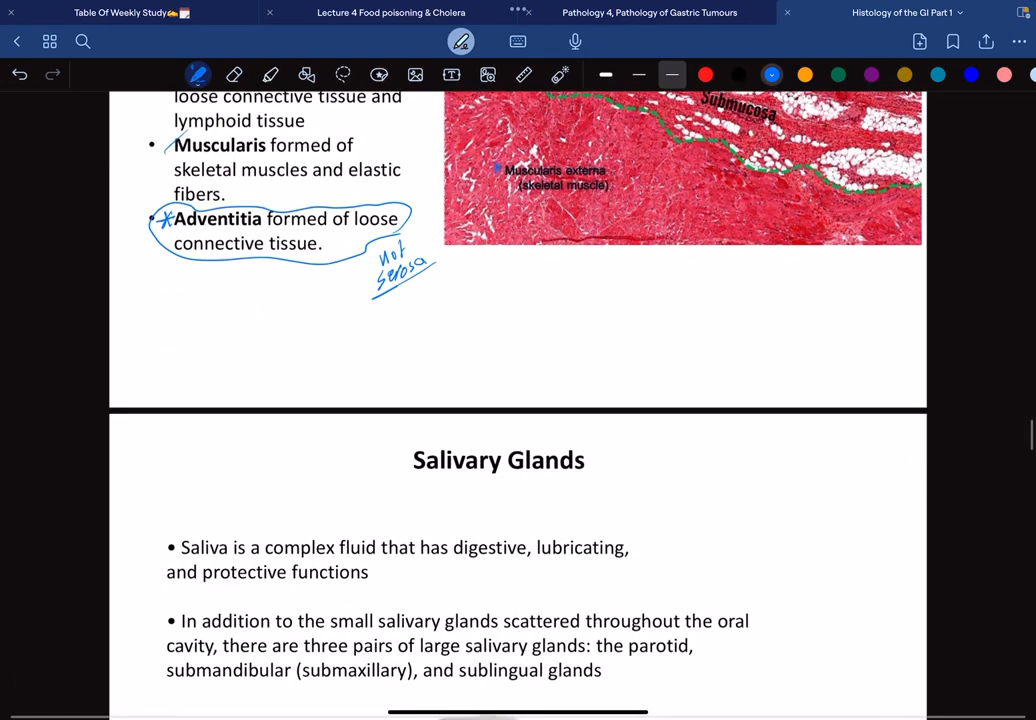 Table Of Weekly Study✍️🗓️
Lecture 4 Food poisoning & Cholera
Pathology 4, Pathology of Gastric Tumours
Histology of the GI Part 1
loose connective tissue and
lymphoid tissue
• Muscularis formed of
skeletal muscles and elastic
fibers.
• *Adventitia formed of loose
connective tissue.
not
serosa
Submucosa
Muscularis externa
(skeletal muscle)
Salivary Glands
• Saliva is a complex fluid that has digestive, lubricating,
and protective functions
• In addition to the small salivary glands scattered throughout the oral
cavity, there are three pairs of large salivary glands: the parotid,
submandibular (submaxillary), and sublingual glands